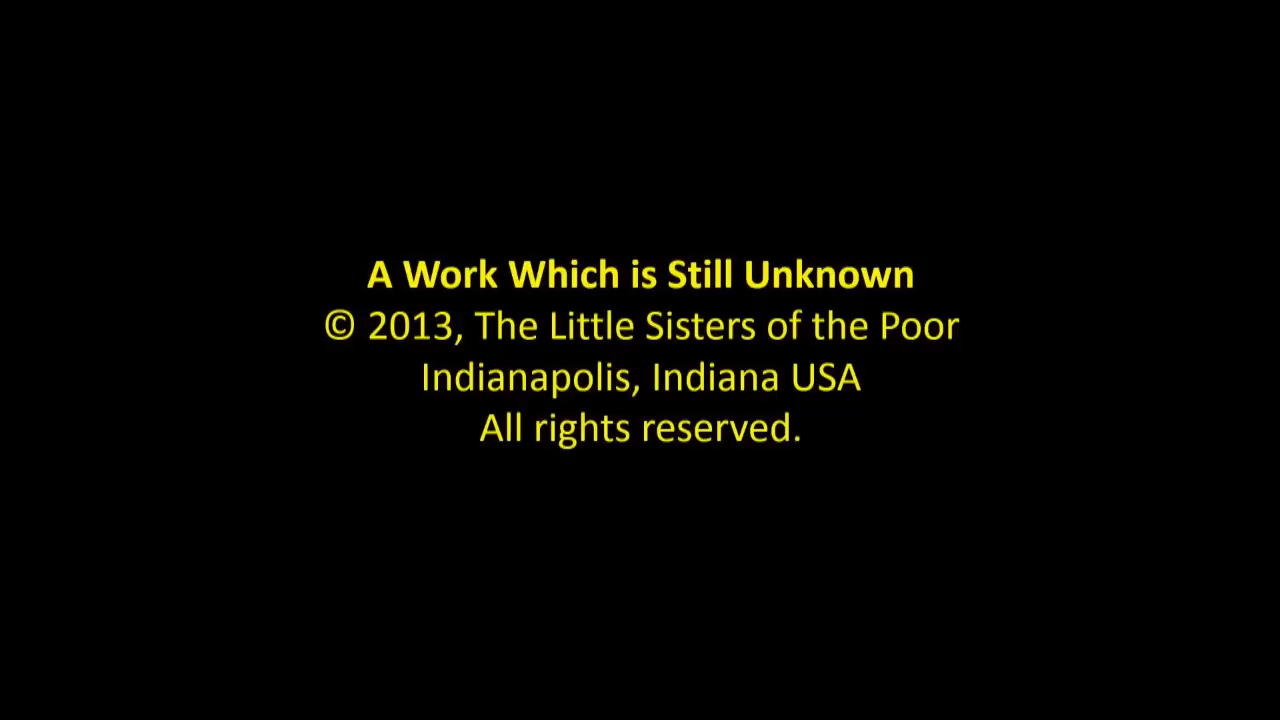 A Work Which is Still Unknown
© 2013, The Little Sisters of the Poor
Indianapolis, Indiana USA
All rights reserved.